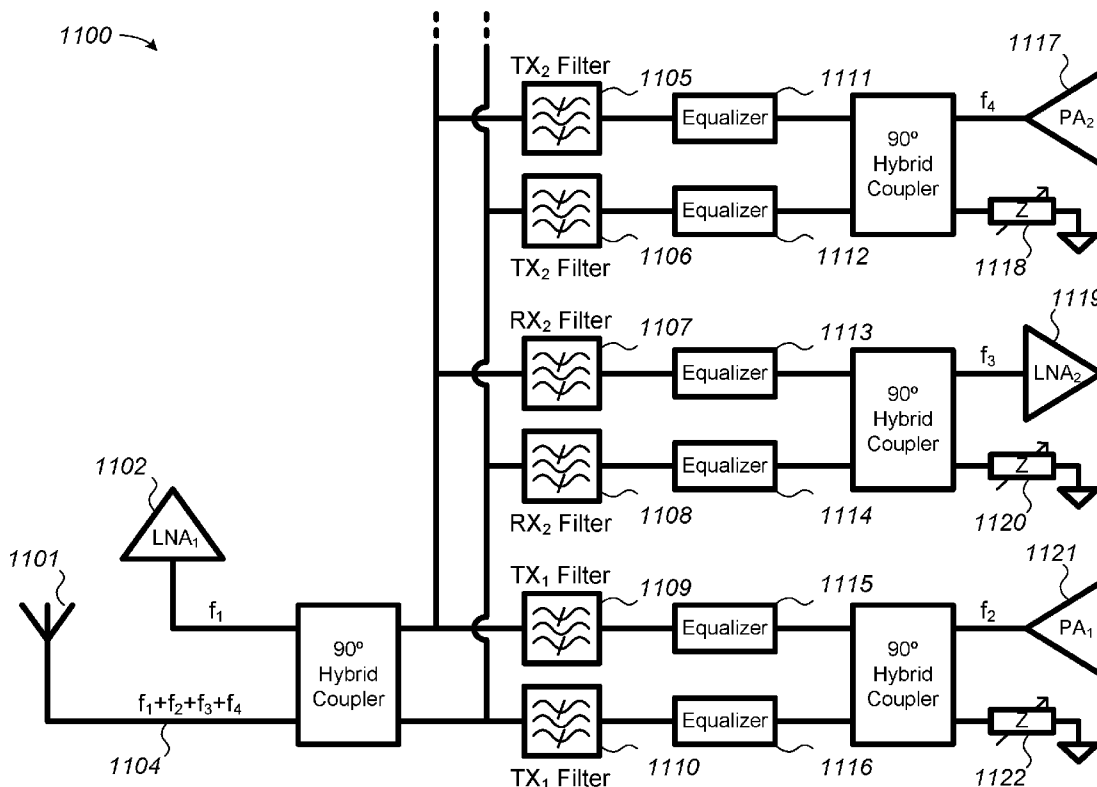 1100
TX₂ Filter
1105
1111
1117
Equalizer
90º
Hybrid
Coupler
f₄
PA₂
TX₂ Filter
1106
Equalizer
1112
Z
1118
RX₂ Filter
1107
1113
1119
Equalizer
90º
Hybrid
Coupler
f₃
LNA₂
RX₂ Filter
1108
Equalizer
1114
Z
1120
1102
LNA₁
1101
f₁
90º
Hybrid
Coupler
f₁+f₂+f₃+f₄
1104
TX₁ Filter
1109
1115
1121
Equalizer
90º
Hybrid
Coupler
f₂
PA₁
TX₁ Filter
1110
Equalizer
1116
Z
1122